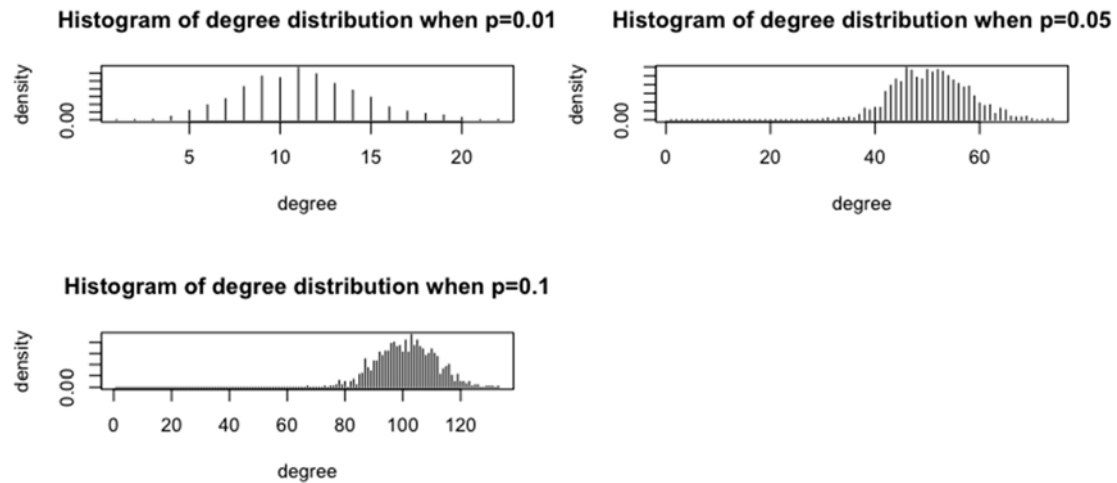 Histogram of degree distribution when p=0.01
density
0.00
5 10 15 20
degree
Histogram of degree distribution when p=0.05
density
0.00
0 20 40 60
degree
Histogram of degree distribution when p=0.1
density
0.00
0 20 40 60 80 100 120
degree